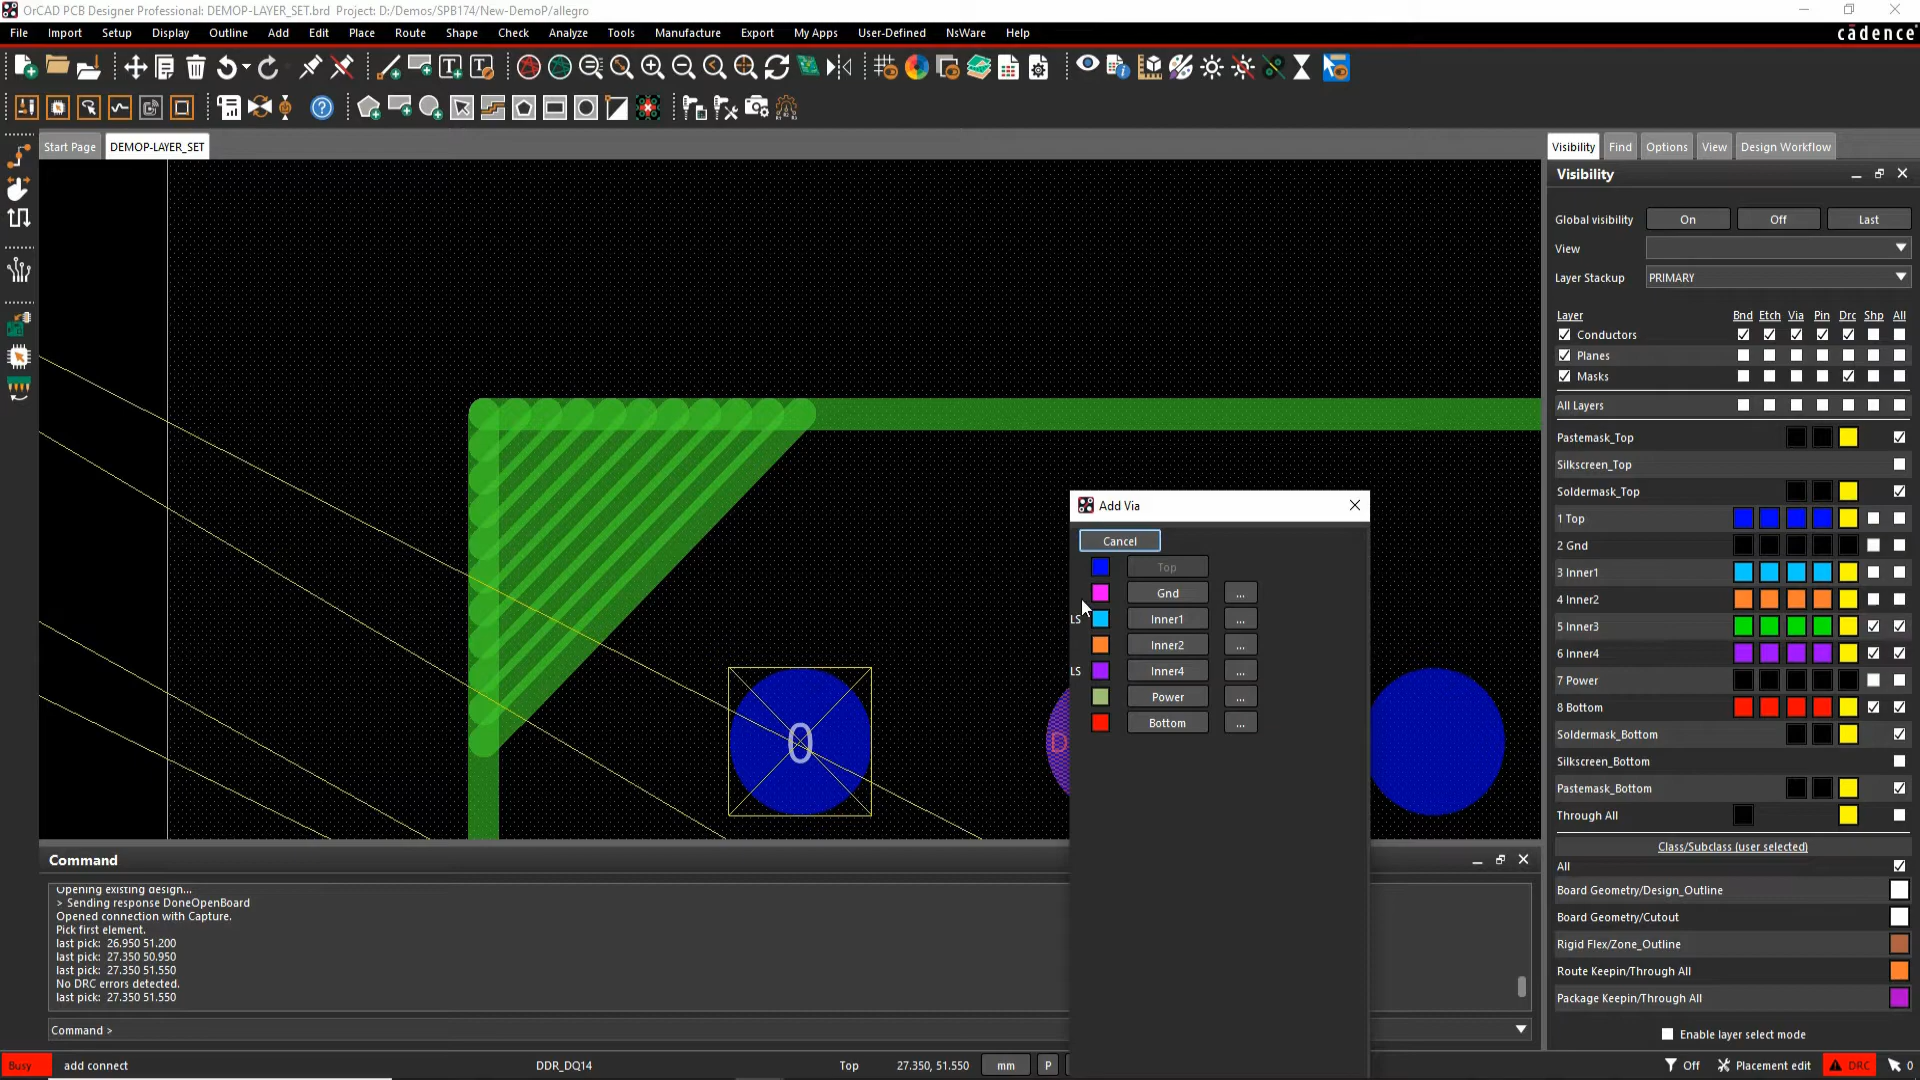 OrCAD PCB Designer Professional: DEMOP-LAYER_SET.brd Project: D:/Demos/SPB174/New-DemoP/allegro
File Import Setup Display Outline Add Edit Place Route Shape Check Analyze Tools Manufacture Export My Apps User-Defined NsWare Help
cādence®
Start Page DEMOP-LAYER_SET
Visibility Find Options View Design Workflow
Visibility
Global visibility On Off Last
View
Layer Stackup PRIMARY
Layer Bnd Etch Via Pin Drc Shp All
Conductors
Planes
Masks
All Layers
Pastemask_Top
Silkscreen_Top
Soldermask_Top
1 Top
2 Gnd
3 Inner1
4 Inner2
5 Inner3
6 Inner4
7 Power
8 Bottom
Soldermask_Bottom
Silkscreen_Bottom
Pastemask_Bottom
Through All
Class/Subclass (user selected)
All
Board Geometry/Design_Outline
Board Geometry/Cutout
Rigid Flex/Zone_Outline
Route Keepin/Through All
Package Keepin/Through All
Enable layer select mode
0
D
Add Via
Cancel
Top
Gnd ...
LS Inner1 ...
Inner2 ...
LS Inner4 ...
Power ...
Bottom ...
Command
Opening existing design...
> Sending response DoneOpenBoard
Opened connection with Capture.
Pick first element.
last pick: 26.950 51.200
last pick: 27.350 50.950
last pick: 27.350 51.550
No DRC errors detected.
last pick: 27.350 51.550
Command >
Busy add connect DDR_DQ14 Top 27.350, 51.550 mm P Off Placement edit DRC 0